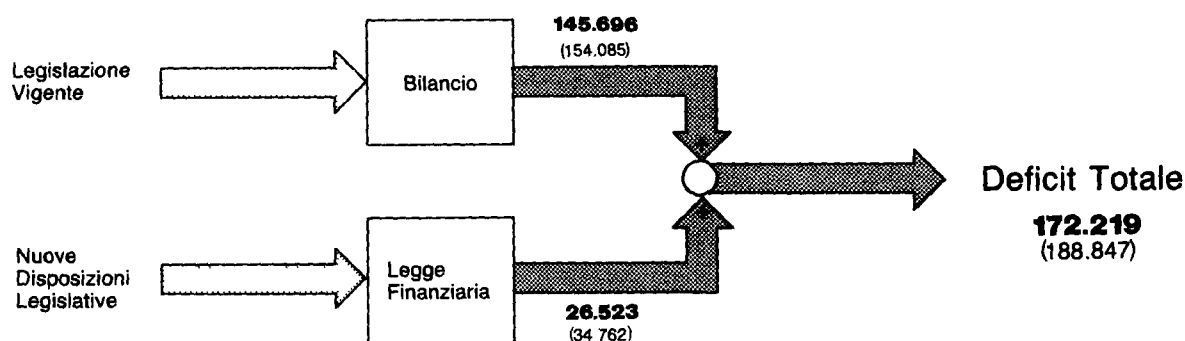 145.696
(154.085)
Legislazione
Vigente
Bilancio
Deficit Totale
172.219
(188.847)
Nuove
Disposizioni
Legislative
Legge
Finanziaria
26.523
(34 762)